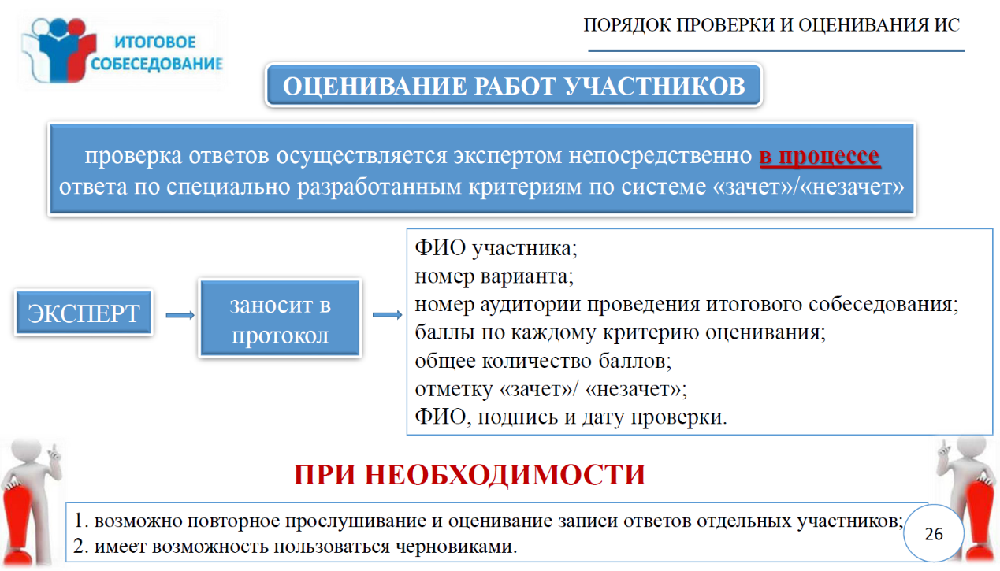 ИТОГОВОЕ
СОБЕСЕДОВАНИЕ
ПОРЯДОК ПРОВЕРКИ И ОЦЕНИВАНИЯ ИС
ОЦЕНИВАНИЕ РАБОТ УЧАСТНИКОВ
проверка ответов осуществляется экспертом непосредственно в процессе
ответа по специально разработанным критериям по системе «зачет»/«незачет»
ЭКСПЕРТ
заносит в
протокол
ФИО участника;
номер варианта;
номер аудитории проведения итогового собеседования;
баллы по каждому критерию оценивания;
общее количество баллов;
отметку «зачет»/ «незачет»;
ФИО, подпись и дату проверки.
ПРИ НЕОБХОДИМОСТИ
1. возможно повторное прослушивание и оценивание записи ответов отдельных участников;
2. имеет возможность пользоваться черновиками.
26